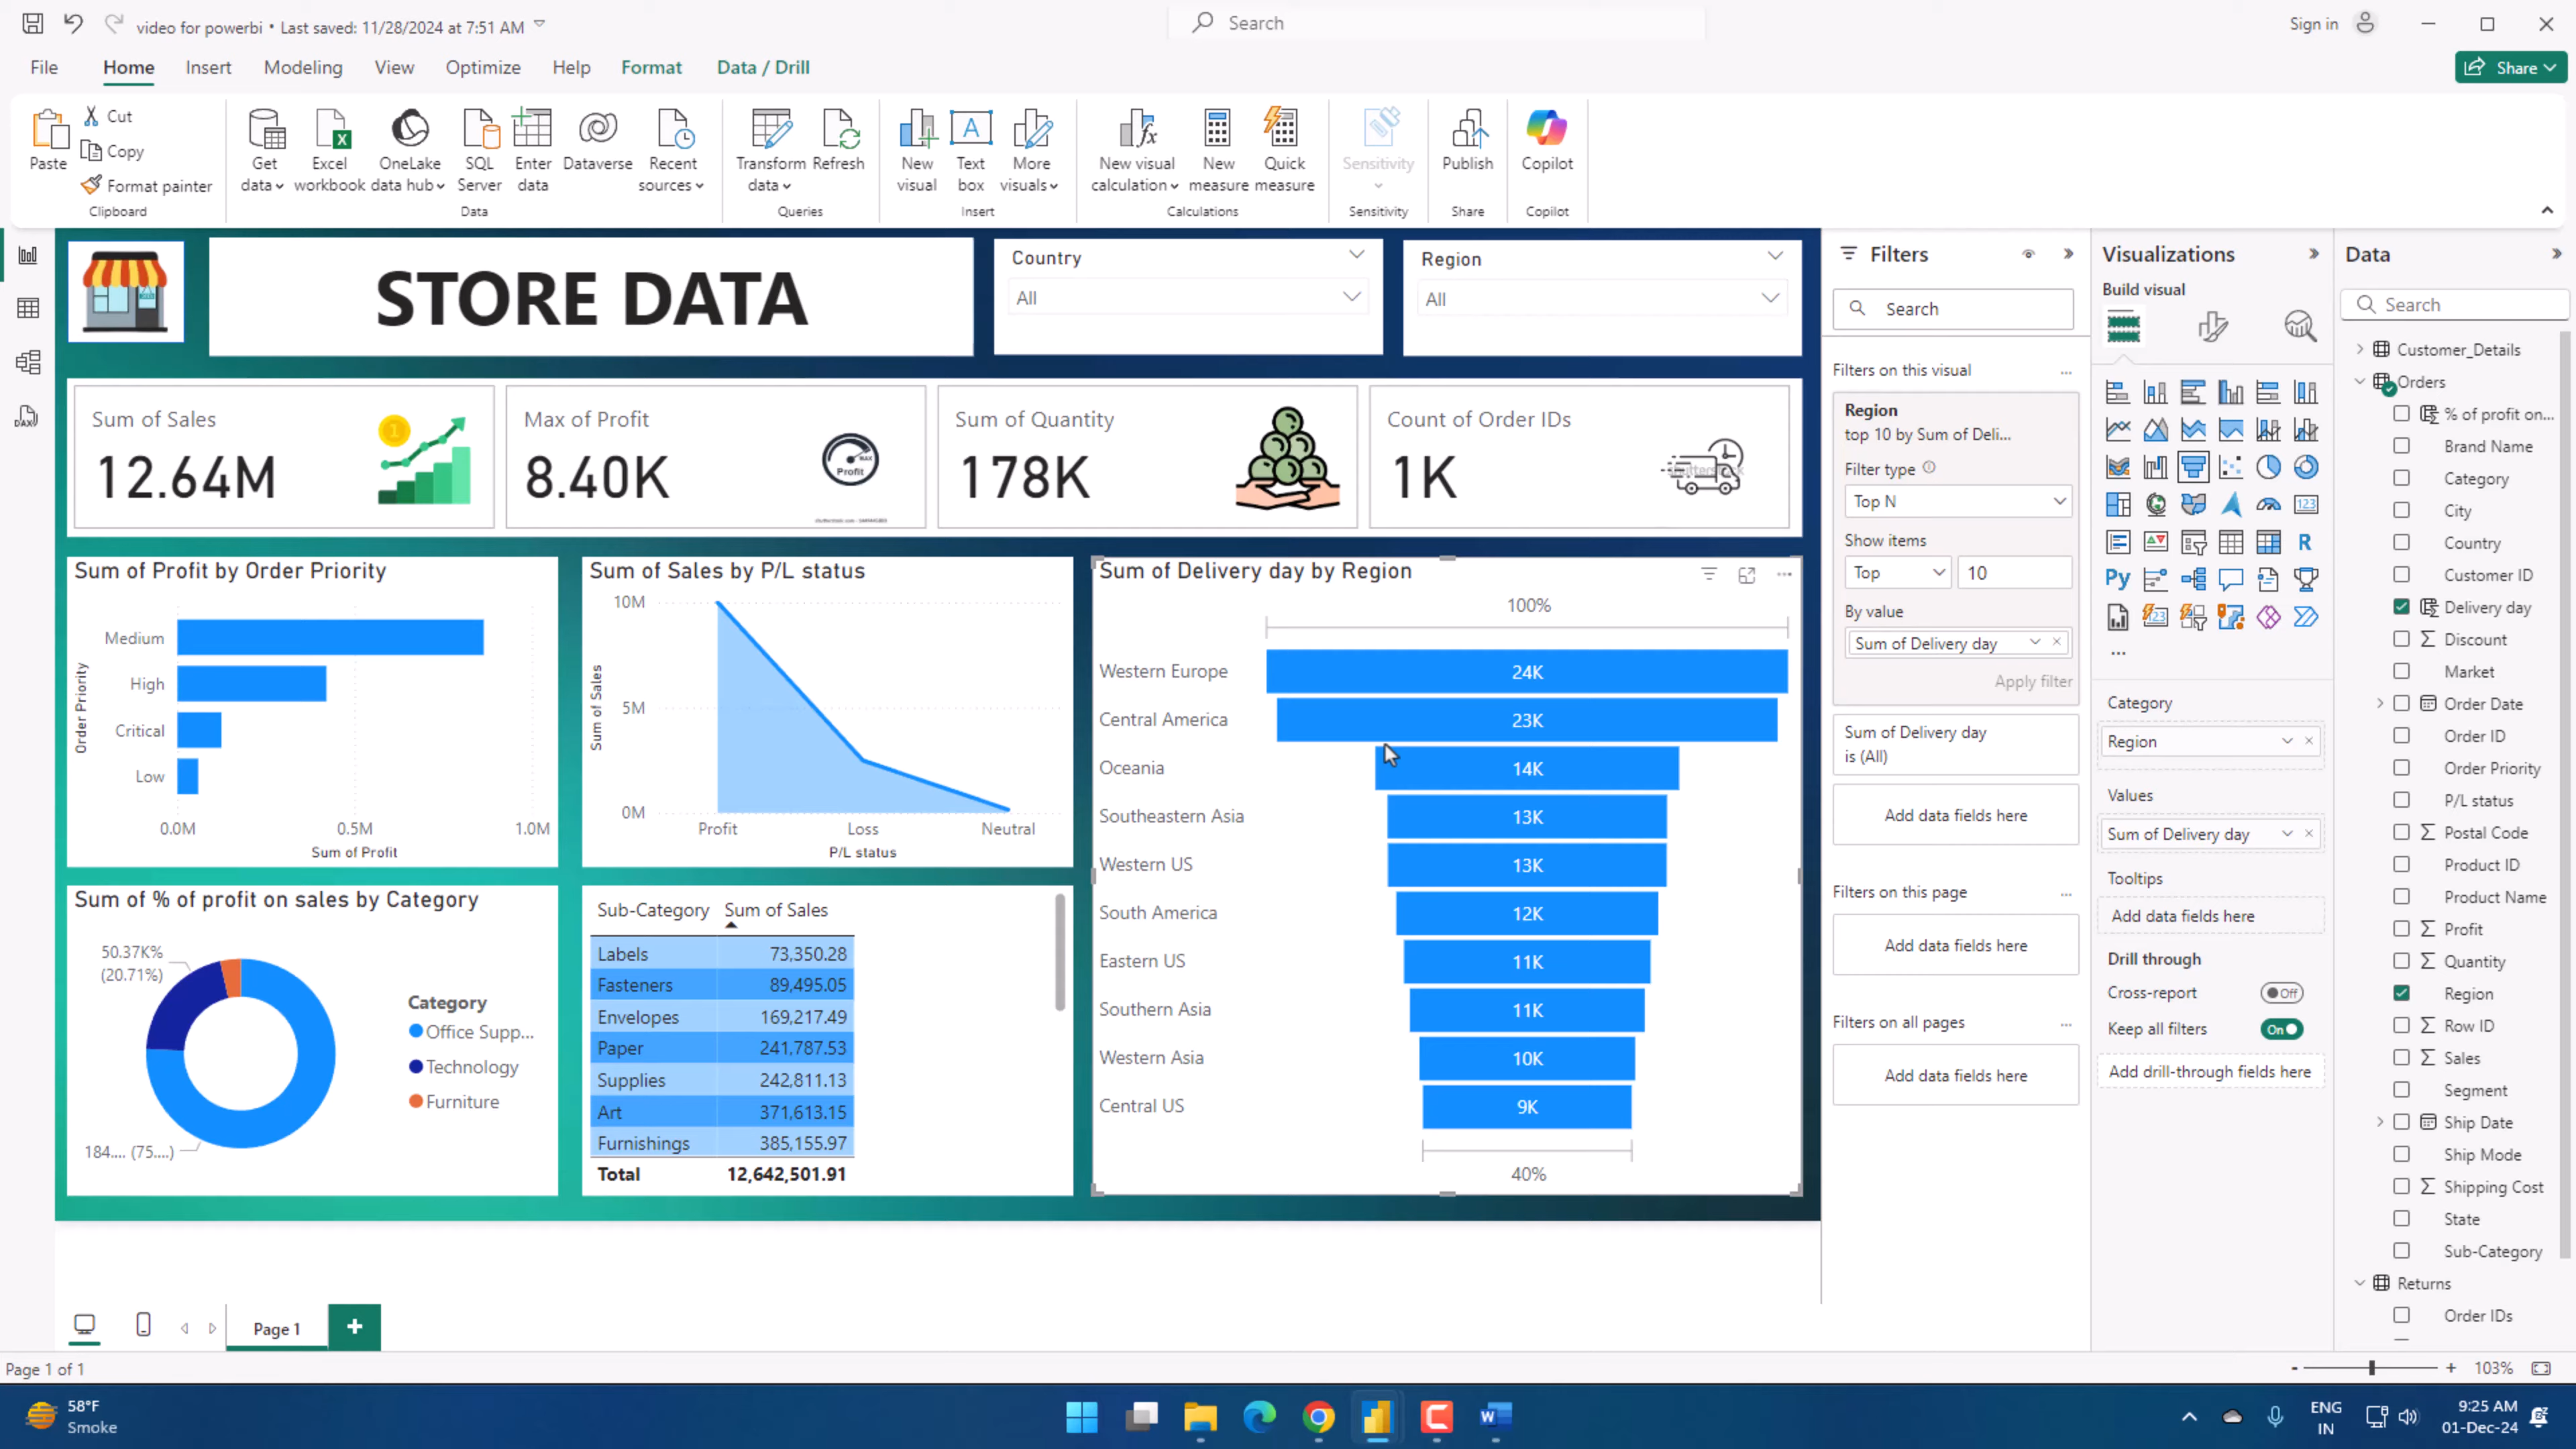 video for powerbi • Last saved: 11/28/2024 at 7:51 AM
Search
Sign in
File Home Insert Modeling View Optimize Help Format Data / Drill
Share
Paste
Cut
Copy
Format painter
Clipboard
Get data
Excel workbook
OneLake data hub
SQL Server
Enter data
Dataverse
Recent sources
Data
Transform data
Refresh
Queries
New visual
Text box
More visuals
Insert
New visual calculation
New measure
Quick measure
Calculations
Sensitivity
Sensitivity
Publish
Share
Copilot
Copilot
STORE DATA
Country
All
Region
All
Sum of Sales
12.64M
Max of Profit
8.40K
MAX
Profit
Sum of Quantity
178K
Count of Order IDs
1K
Sum of Profit by Order Priority
Order Priority
Medium
High
Critical
Low
0.0M 0.5M 1.0M
Sum of Profit
Sum of Sales by P/L status
Sum of Sales
10M
5M
0M
Profit Loss Neutral
P/L status
Sum of Delivery day by Region
100%
Western Europe 24K
Central America 23K
Oceania 14K
Southeastern Asia 13K
Western US 13K
South America 12K
Eastern US 11K
Southern Asia 11K
Western Asia 10K
Central US 9K
40%
Sum of % of profit on sales by Category
50.37K%
(20.71%)
184.... (75....)
Category
Office Supp...
Technology
Furniture
Sub-Category Sum of Sales
Labels 73,350.28
Fasteners 89,495.05
Envelopes 169,217.49
Paper 241,787.53
Supplies 242,811.13
Art 371,613.15
Furnishings 385,155.97
Total 12,642,501.91
Filters
Search
Filters on this visual
Region
top 10 by Sum of Deli...
Filter type
Top N
Show items
Top 10
By value
Sum of Delivery day
Apply filter
Sum of Delivery day
is (All)
Add data fields here
Filters on this page
Add data fields here
Filters on all pages
Add data fields here
Visualizations
Build visual
123
R
Py
123
Category
Region
Values
Sum of Delivery day
Tooltips
Add data fields here
Drill through
Cross-report Off
Keep all filters On
Add drill-through fields here
Data
Search
Customer_Details
Orders
% of profit on...
Brand Name
Category
City
Country
Customer ID
Delivery day
Discount
Market
Order Date
Order ID
Order Priority
P/L status
Postal Code
Product ID
Product Name
Profit
Quantity
Region
Row ID
Sales
Segment
Ship Date
Ship Mode
Shipping Cost
State
Sub-Category
Returns
Order IDs
DAX
Page 1
Page 1 of 1
103%
58°F
Smoke
ENG
IN
9:25 AM
01-Dec-24